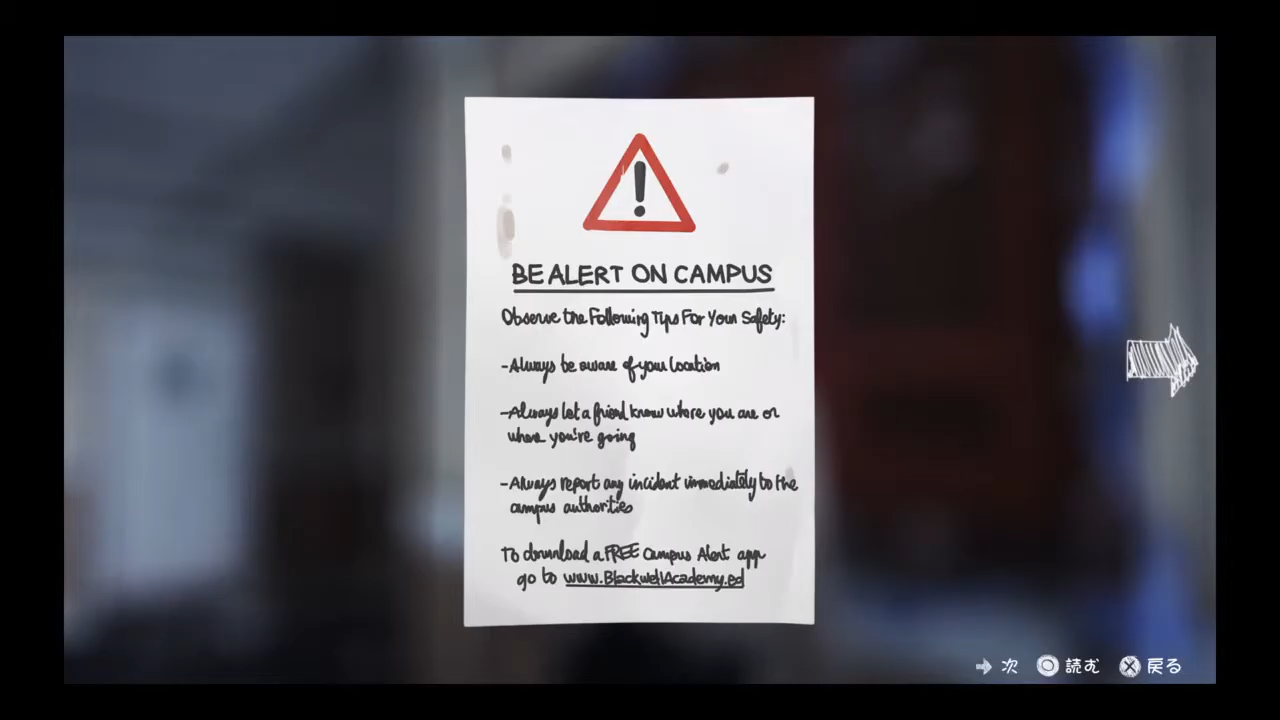 !
BE ALERT ON CAMPUS
Observe the Following Tips For Your Safety:
-Always be aware of your location
-Always let a friend know where you are or
where you're going
-Always report any incident immediately to the
campus authorities
To download a FREE Campus Alert app
go to www.BlackwellAcademy.ed
次 読む 戻る